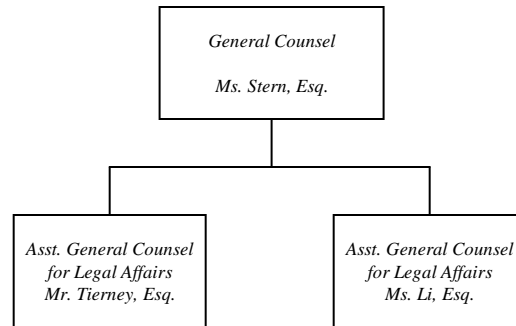 General Counsel
Ms. Stern, Esq.
Asst. General Counsel
for Legal Affairs
Mr. Tierney, Esq.
Asst. General Counsel
for Legal Affairs
Ms. Li, Esq.